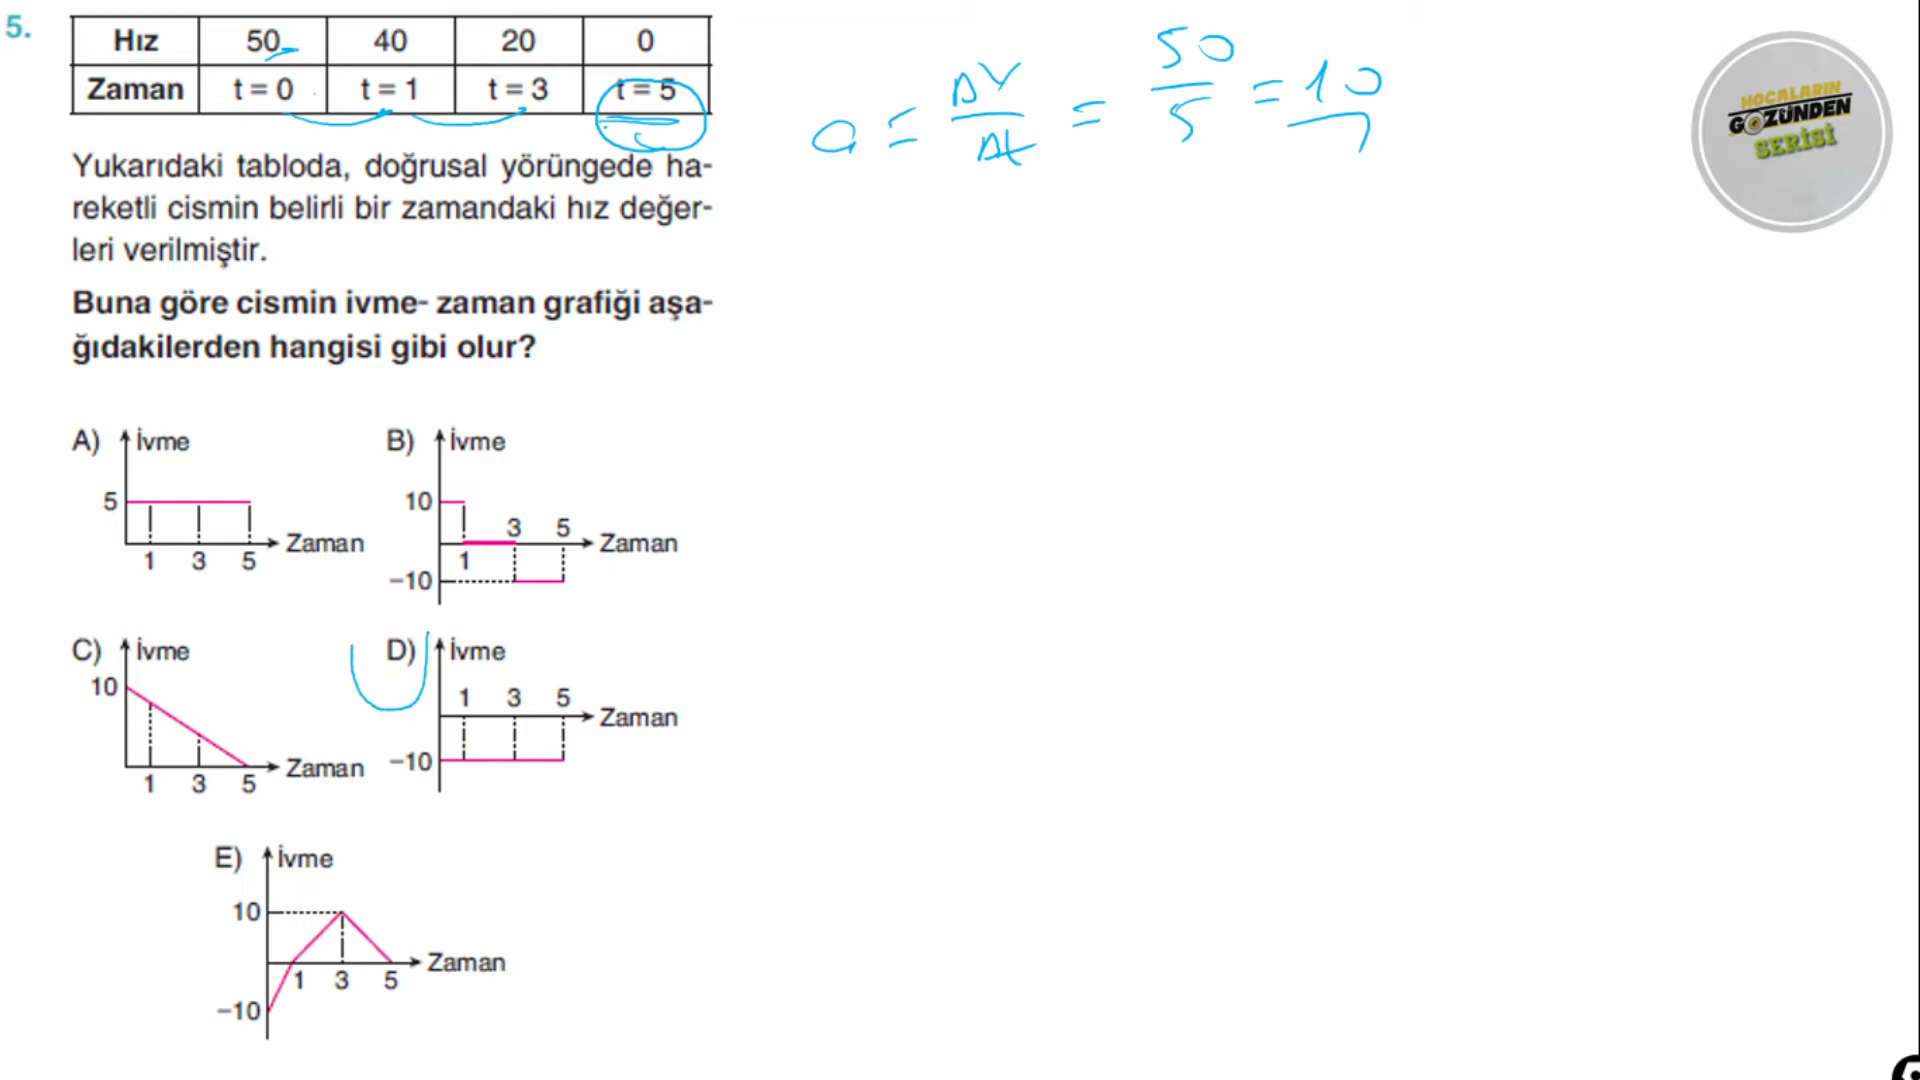 5.
Hız 50 40 20 0
Zaman t = 0 t = 1 t = 3 t = 5
a = ΔV/Δt = 50/5 = 10
HOCALARIN
GÖZÜNDEN
SERİSİ
Yukarıdaki tabloda, doğrusal yörüngede ha-
reketli cismin belirli bir zamandaki hız değer-
leri verilmiştir.
Buna göre cismin ivme- zaman grafiği aşa-
ğıdakilerden hangisi gibi olur?
A) İvme
5
Zaman
1 3 5
B) İvme
10
3 5
Zaman
1
–10
C) İvme
10
Zaman
1 3 5
D) İvme
1 3 5
Zaman
–10
E) İvme
10
Zaman
1 3 5
–10